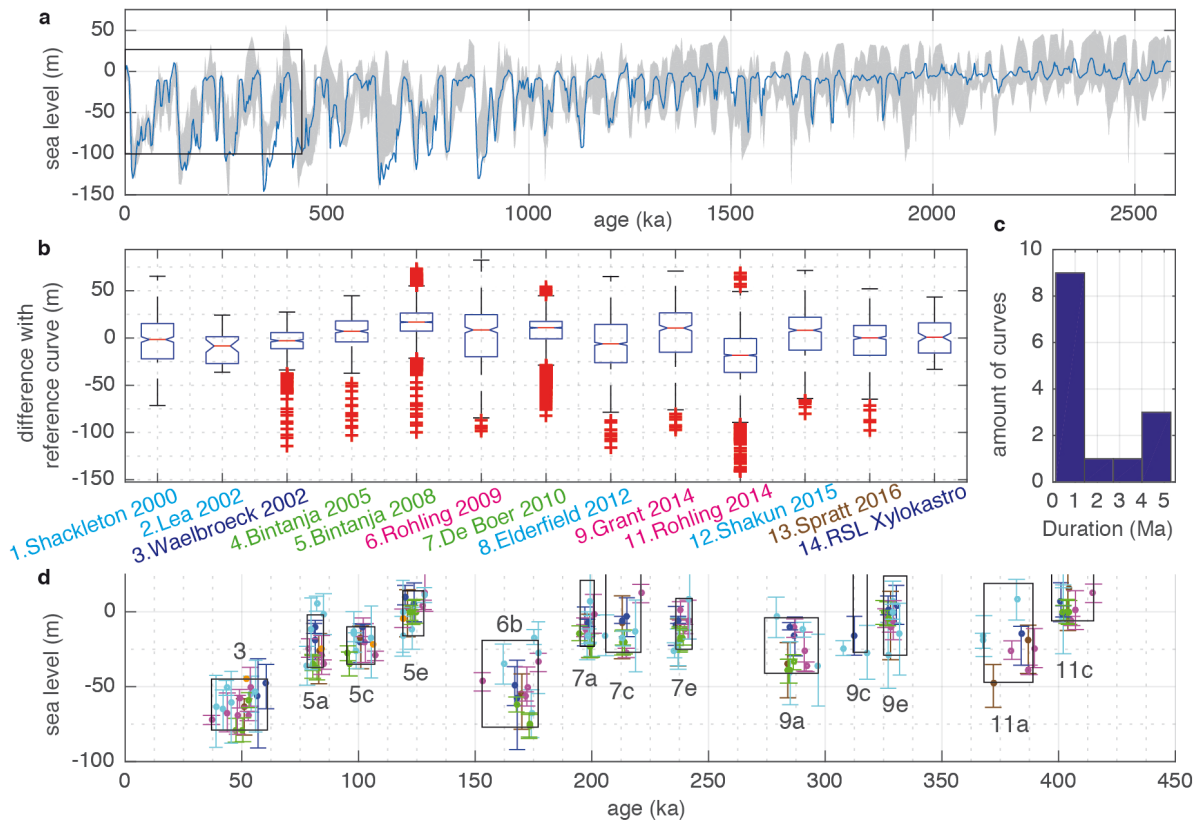 a
sea level (m)
50
0
-50
-100
-150
0
500
1000
1500
2000
2500
age (ka)
b
difference with
reference curve (m)
50
0
-50
-100
-150
1.Shackleton 2000
2.Lea 2002
3.Waelbroeck 2002
4.Bintanja 2005
5.Bintanja 2008
6.Rohling 2009
7.De Boer 2010
8.Elderfield 2012
9.Grant 2014
11.Rohling 2014
12.Shakun 2015
13.Spratt 2016
14.RSL Xylokastro
c
amount of curves
10
8
6
4
2
0
0 1 2 3 4 5
Duration (Ma)
d
sea level (m)
0
-50
-100
3
5a
5c
5e
6b
7a
7c
7e
9a
9c
9e
11a
11c
0
50
100
150
200
250
300
350
400
450
age (ka)